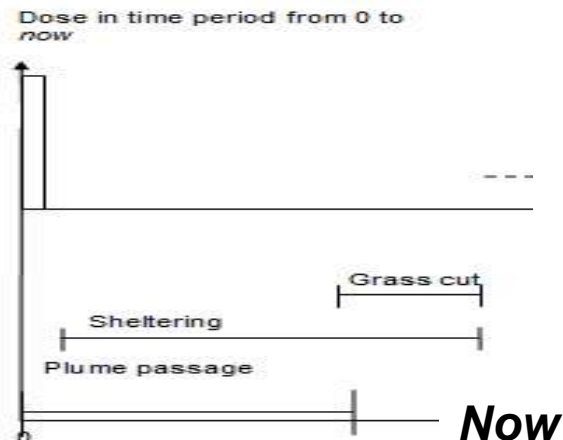 Dose in time period from 0 to
now
Grass cut
Sheltering
Plume passage
0
Now